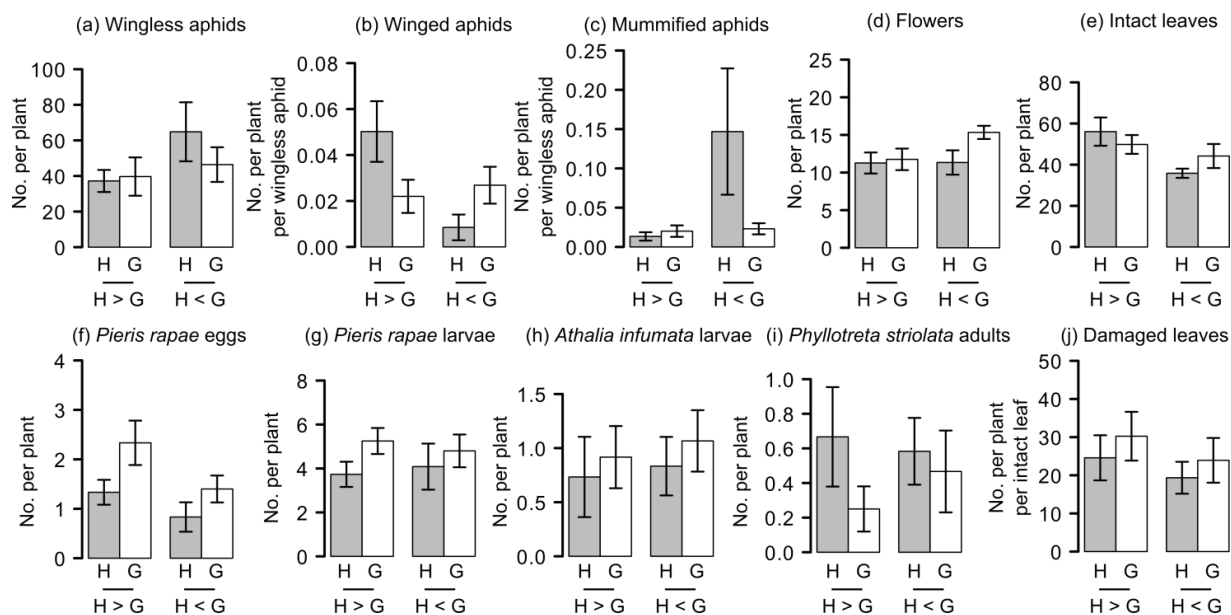 (a) Wingless aphids
No. per plant
100
80
60
40
20
0
H G H G
H > G H < G
(b) Winged aphids
No. per plant
per wingless aphid
0.08
0.06
0.04
0.02
0.00
H G H G
H > G H < G
(c) Mummified aphids
No. per plant
per wingless aphid
0.25
0.20
0.15
0.10
0.05
0.00
H G H G
H > G H < G
(d) Flowers
No. per plant
25
20
15
10
5
0
H G H G
H > G H < G
(e) Intact leaves
No. per plant
80
60
40
20
0
H G H G
H > G H < G
(f) Pieris rapae eggs
No. per plant
4
3
2
1
0
H G H G
H > G H < G
(g) Pieris rapae larvae
No. per plant
8
6
4
2
0
H G H G
H > G H < G
(h) Athalia infumata larvae
No. per plant
1.5
1.0
0.5
0.0
H G H G
H > G H < G
(i) Phyllotreta striolata adults
No. per plant
1.0
0.8
0.6
0.4
0.2
0.0
H G H G
H > G H < G
(j) Damaged leaves
No. per plant
per intact leaf
50
40
30
20
10
0
H G H G
H > G H < G